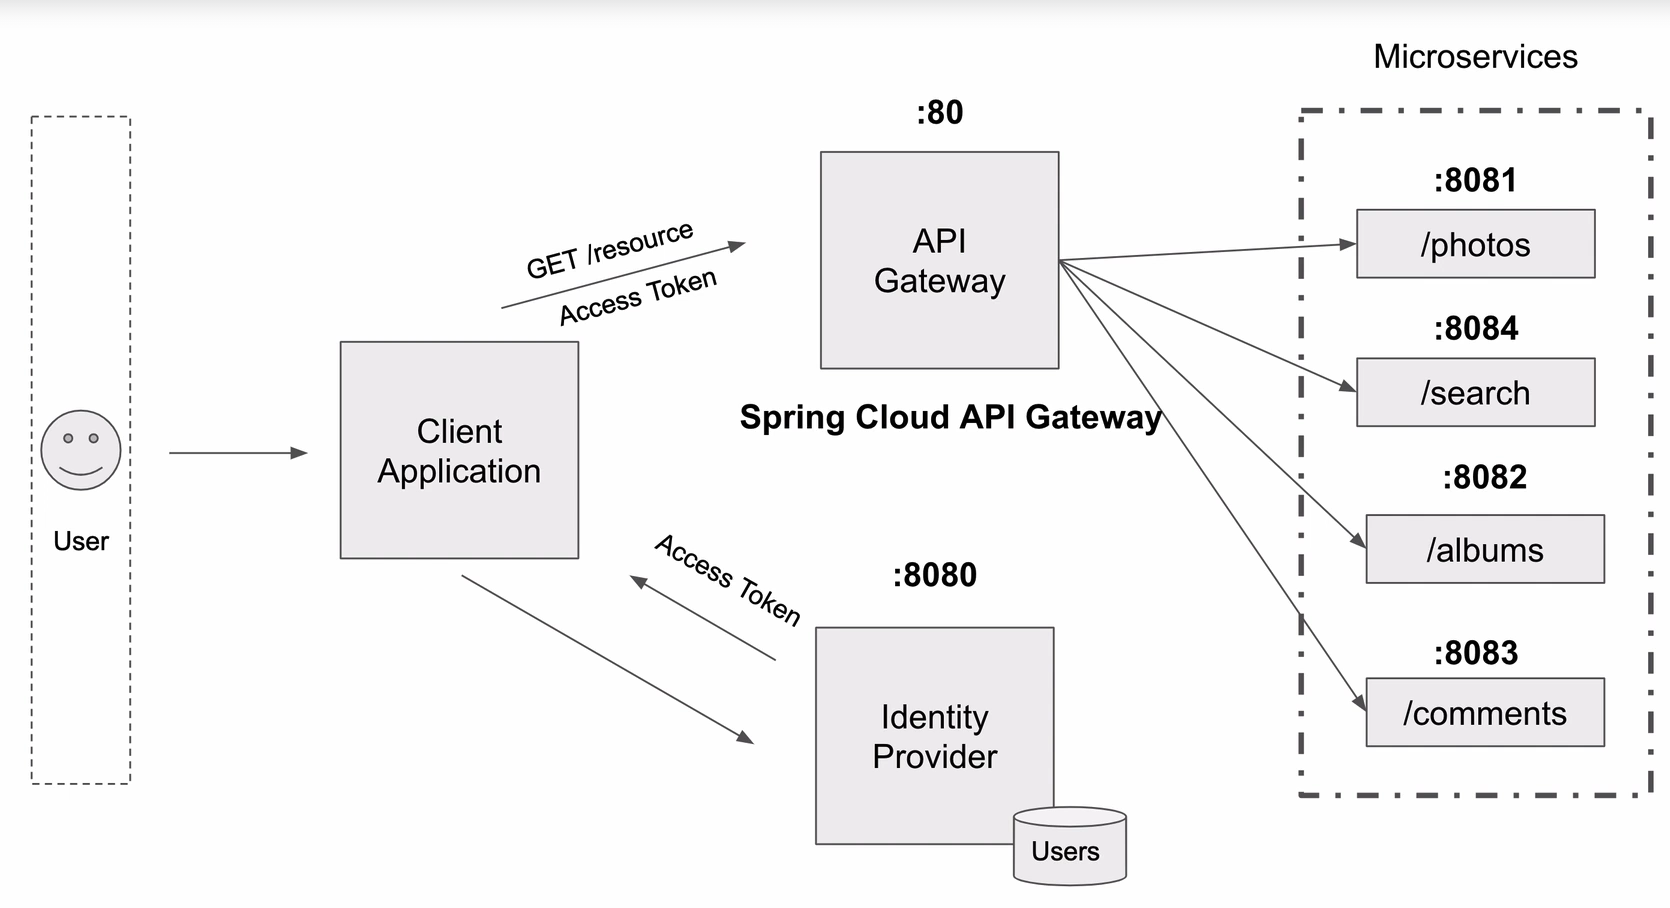 Microservices
:80
:8081
/photos
API
Gateway
GET /resource
Access Token
:8084
/search
Spring Cloud API Gateway
Client
Application
User
:8082
/albums
Access Token
:8080
Identity
Provider
Users
:8083
/comments